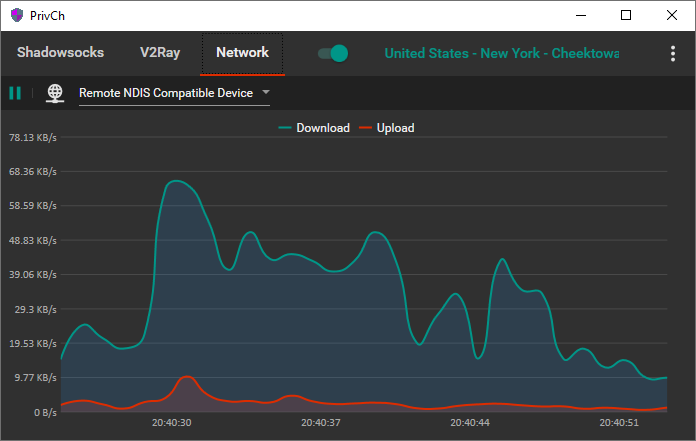 PrivCh
Shadowsocks V2Ray Network United States - New York - Cheektowa
Remote NDIS Compatible Device
Download Upload
78.13 KB/s
68.36 KB/s
58.59 KB/s
48.83 KB/s
39.06 KB/s
29.3 KB/s
19.53 KB/s
9.77 KB/s
0 B/s
20:40:30 20:40:37 20:40:44 20:40:51